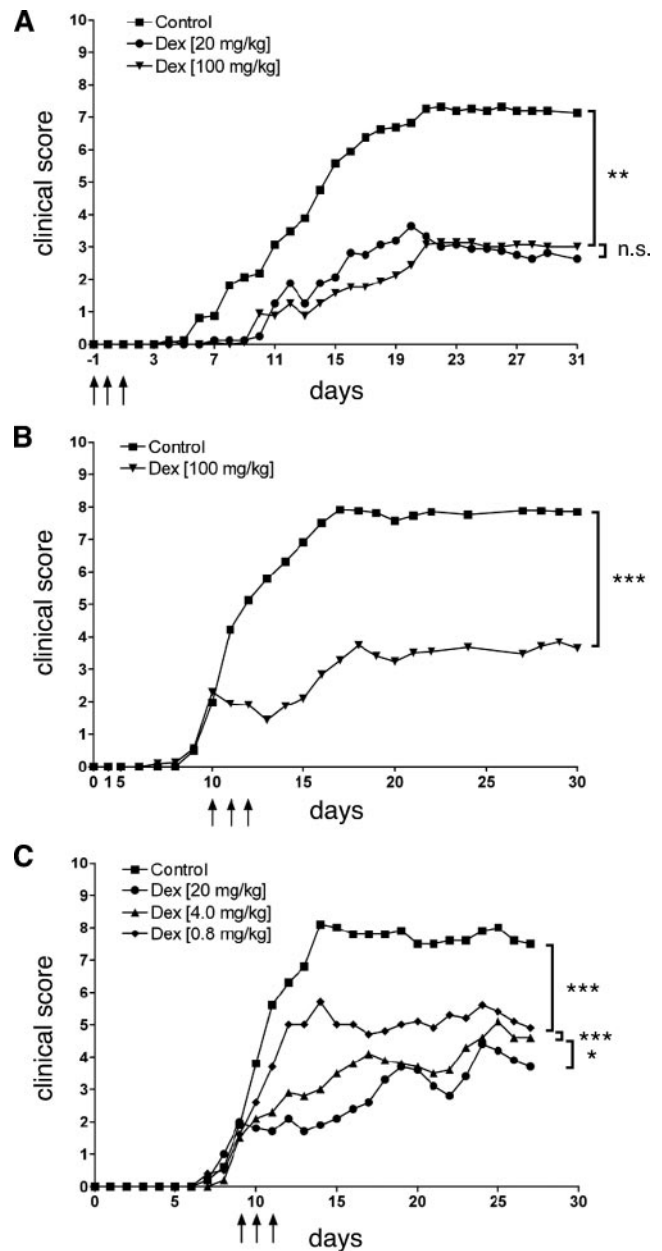 A
Control
Dex [20 mg/kg]
Dex [100 mg/kg]
10
9
8
7
6
5
4
3
2
1
0
clinical score
**
n.s.
-1 3 7 11 15 19 23 27 31
days
B
Control
Dex [100 mg/kg]
10
9
8
7
6
5
4
3
2
1
0
clinical score
***
0 1 5 10 15 20 25 30
days
C
Control
Dex [20 mg/kg]
Dex [4.0 mg/kg]
Dex [0.8 mg/kg]
10
9
8
7
6
5
4
3
2
1
0
clinical score
***
***
*
0 5 10 15 20 25 30
days